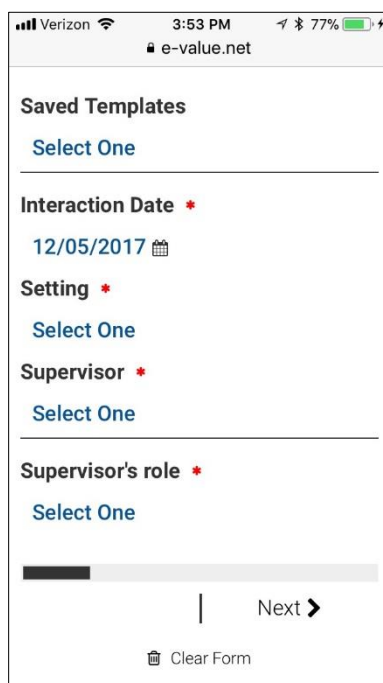 Verizon 3:53 PM 77%
e-value.net
Saved Templates
Select One
Interaction Date *
12/05/2017
Setting *
Select One
Supervisor *
Select One
Supervisor's role *
Select One
Next
Clear Form